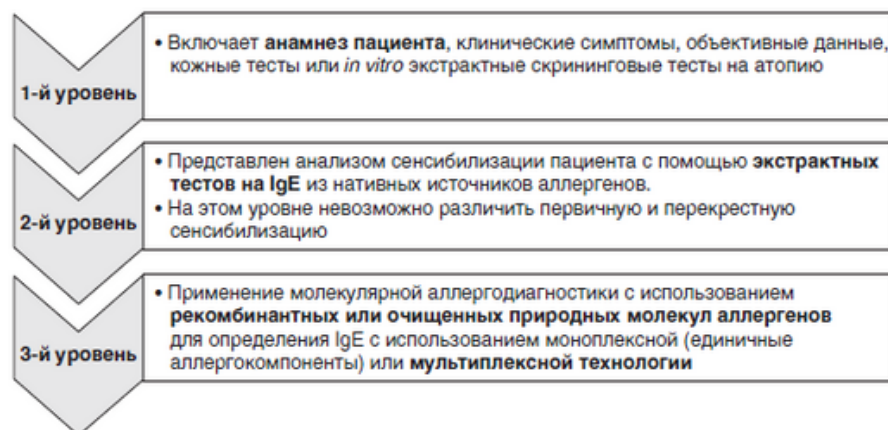 • Включает анамнез пациента, клинические симптомы, объективные данные,
кожные тесты или in vitro экстрактные скрининговые тесты на атопию
1-й уровень
• Представлен анализом сенсибилизации пациента с помощью экстрактных
тестов на IgE из нативных источников аллергенов.
• На этом уровне невозможно различить первичную и перекрестную
сенсибилизацию
2-й уровень
• Применение молекулярной аллергодиагностики с использованием
рекомбинантных или очищенных природных молекул аллергенов
для определения IgE с использованием моноплексной (единичные
аллергокомпоненты) или мультиплексной технологии
3-й уровень